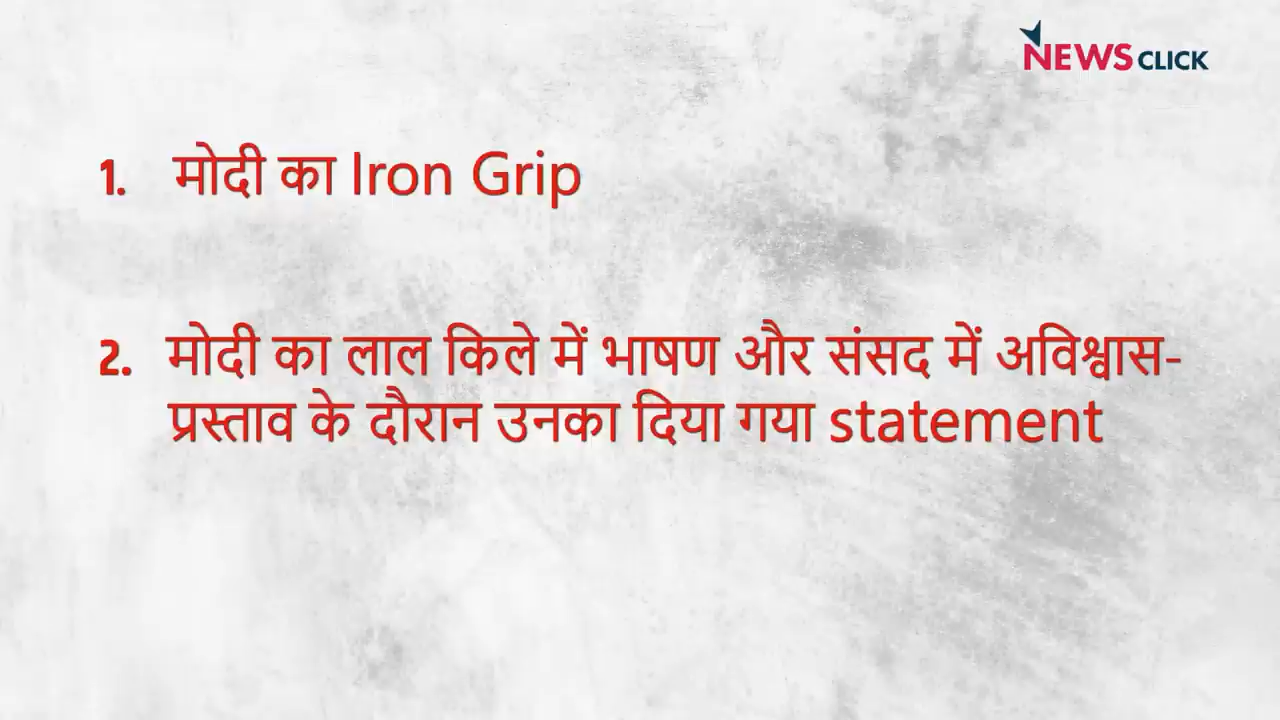 NEWSCLICK
1. मोदी का Iron Grip
2. मोदी का लाल किले में भाषण और संसद में अविश्वास-
प्रस्ताव के दौरान उनका दिया गया statement